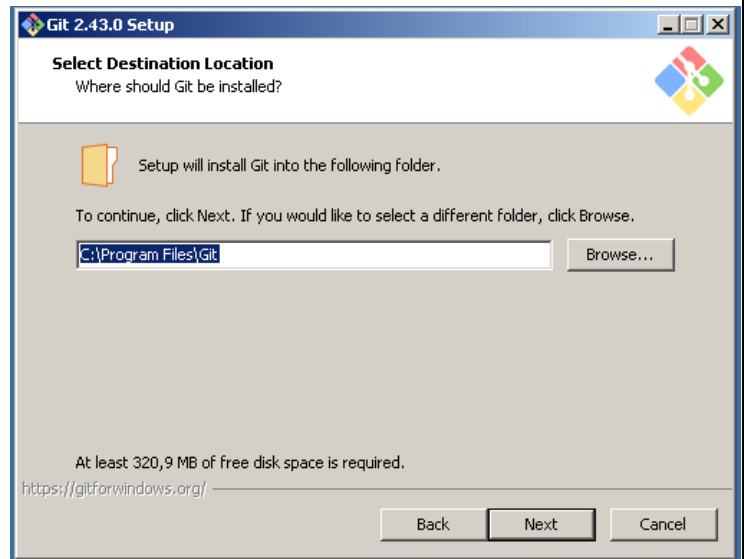 Git 2.43.0 Setup
Select Destination Location
Where should Git be installed?
Setup will install Git into the following folder.
To continue, click Next. If you would like to select a different folder, click Browse.
C:\Program Files\Git
Browse...
At least 320,9 MB of free disk space is required.
https://gitforwindows.org/
Back Next Cancel